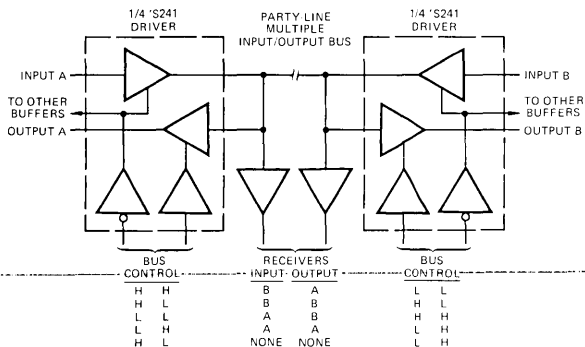 1/4 'S241
DRIVER
PARTY-LINE
MULTIPLE
INPUT/OUTPUT BUS
1/4 'S241
DRIVER
INPUT A
INPUT B
TO OTHER
BUFFERS
TO OTHER
BUFFERS
OUTPUT A
OUTPUT B
BUS
CONTROL
RECEIVERS
INPUT OUTPUT
BUS
CONTROL
H H B A L L
H L B B L L
L L A B H H
L H A A L H
H L NONE NONE H L